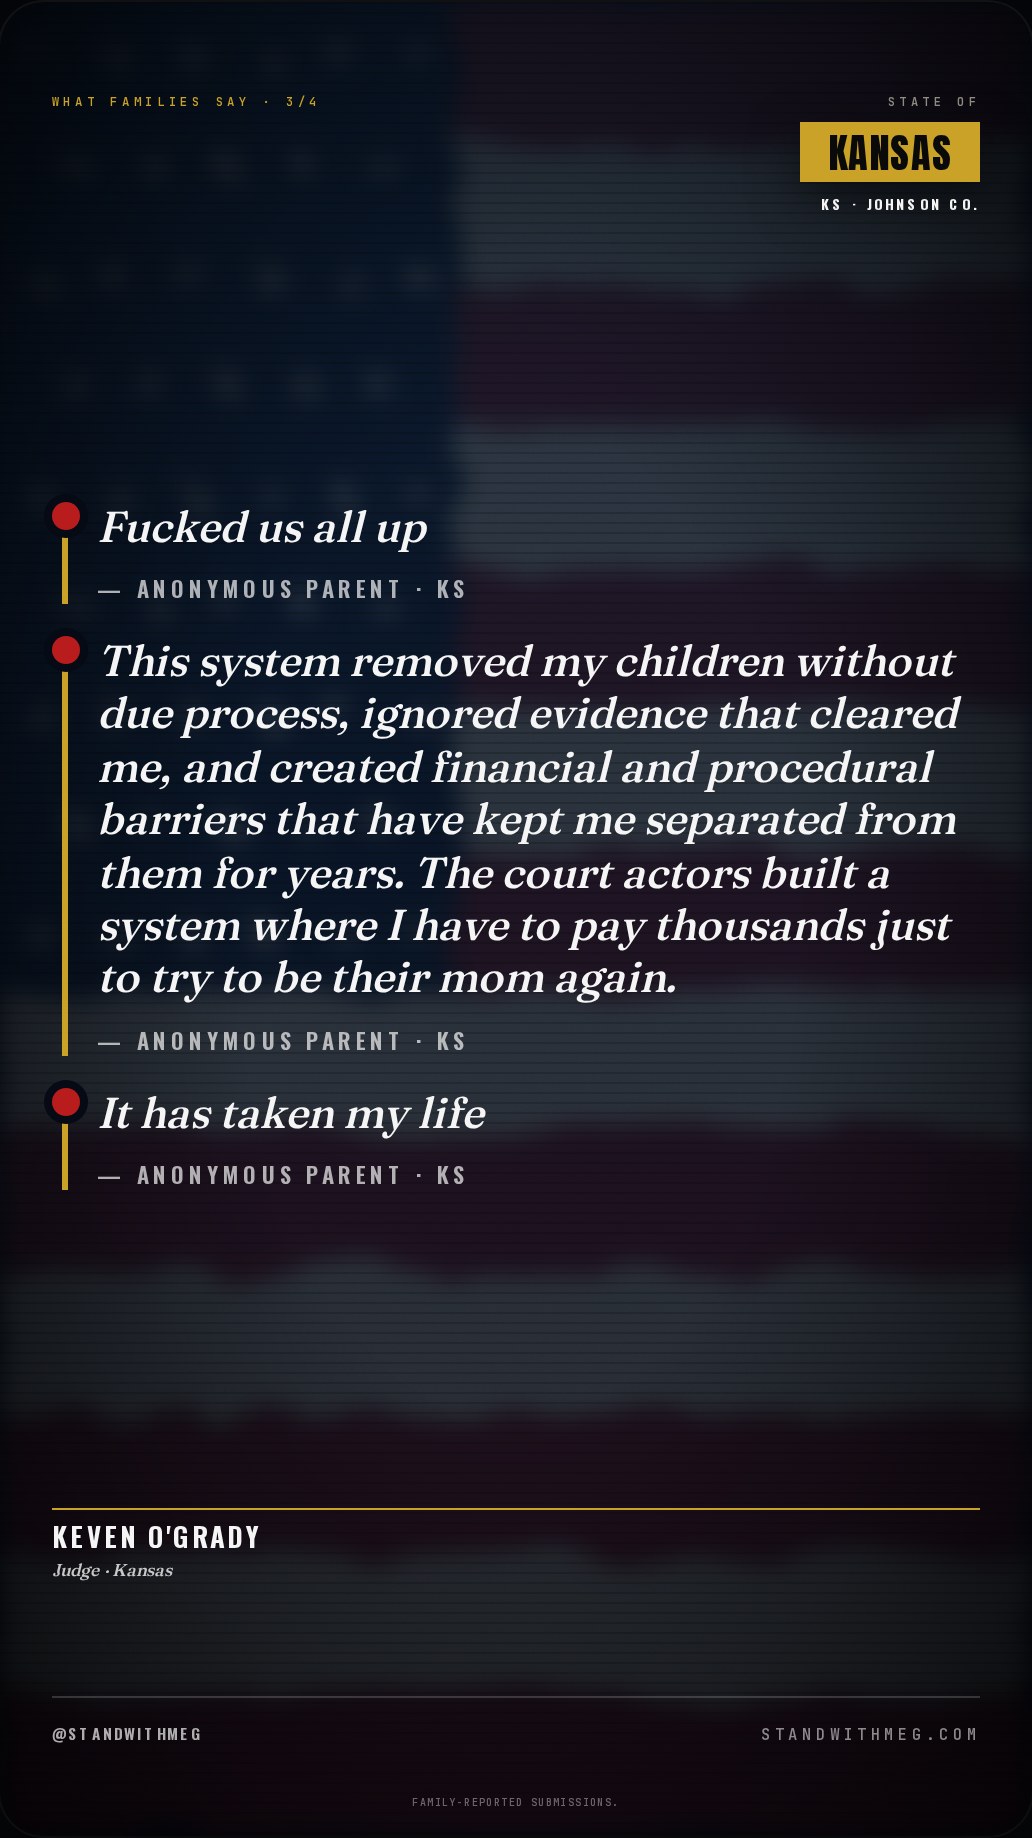 WHAT FAMILIES SAY · 3/4
STATE OF
KANSAS
KS · JOHNSON CO.
Fucked us all up
— ANONYMOUS PARENT · KS
This system removed my children without
due process, ignored evidence that cleared
me, and created financial and procedural
barriers that have kept me separated from
them for years. The court actors built a
system where I have to pay thousands just
to try to be their mom again.
— ANONYMOUS PARENT · KS
It has taken my life
— ANONYMOUS PARENT · KS
KEVEN O'GRADY
Judge · Kansas
@STANDWITHMEG
STANDWITHMEG.COM
FAMILY-REPORTED SUBMISSIONS.